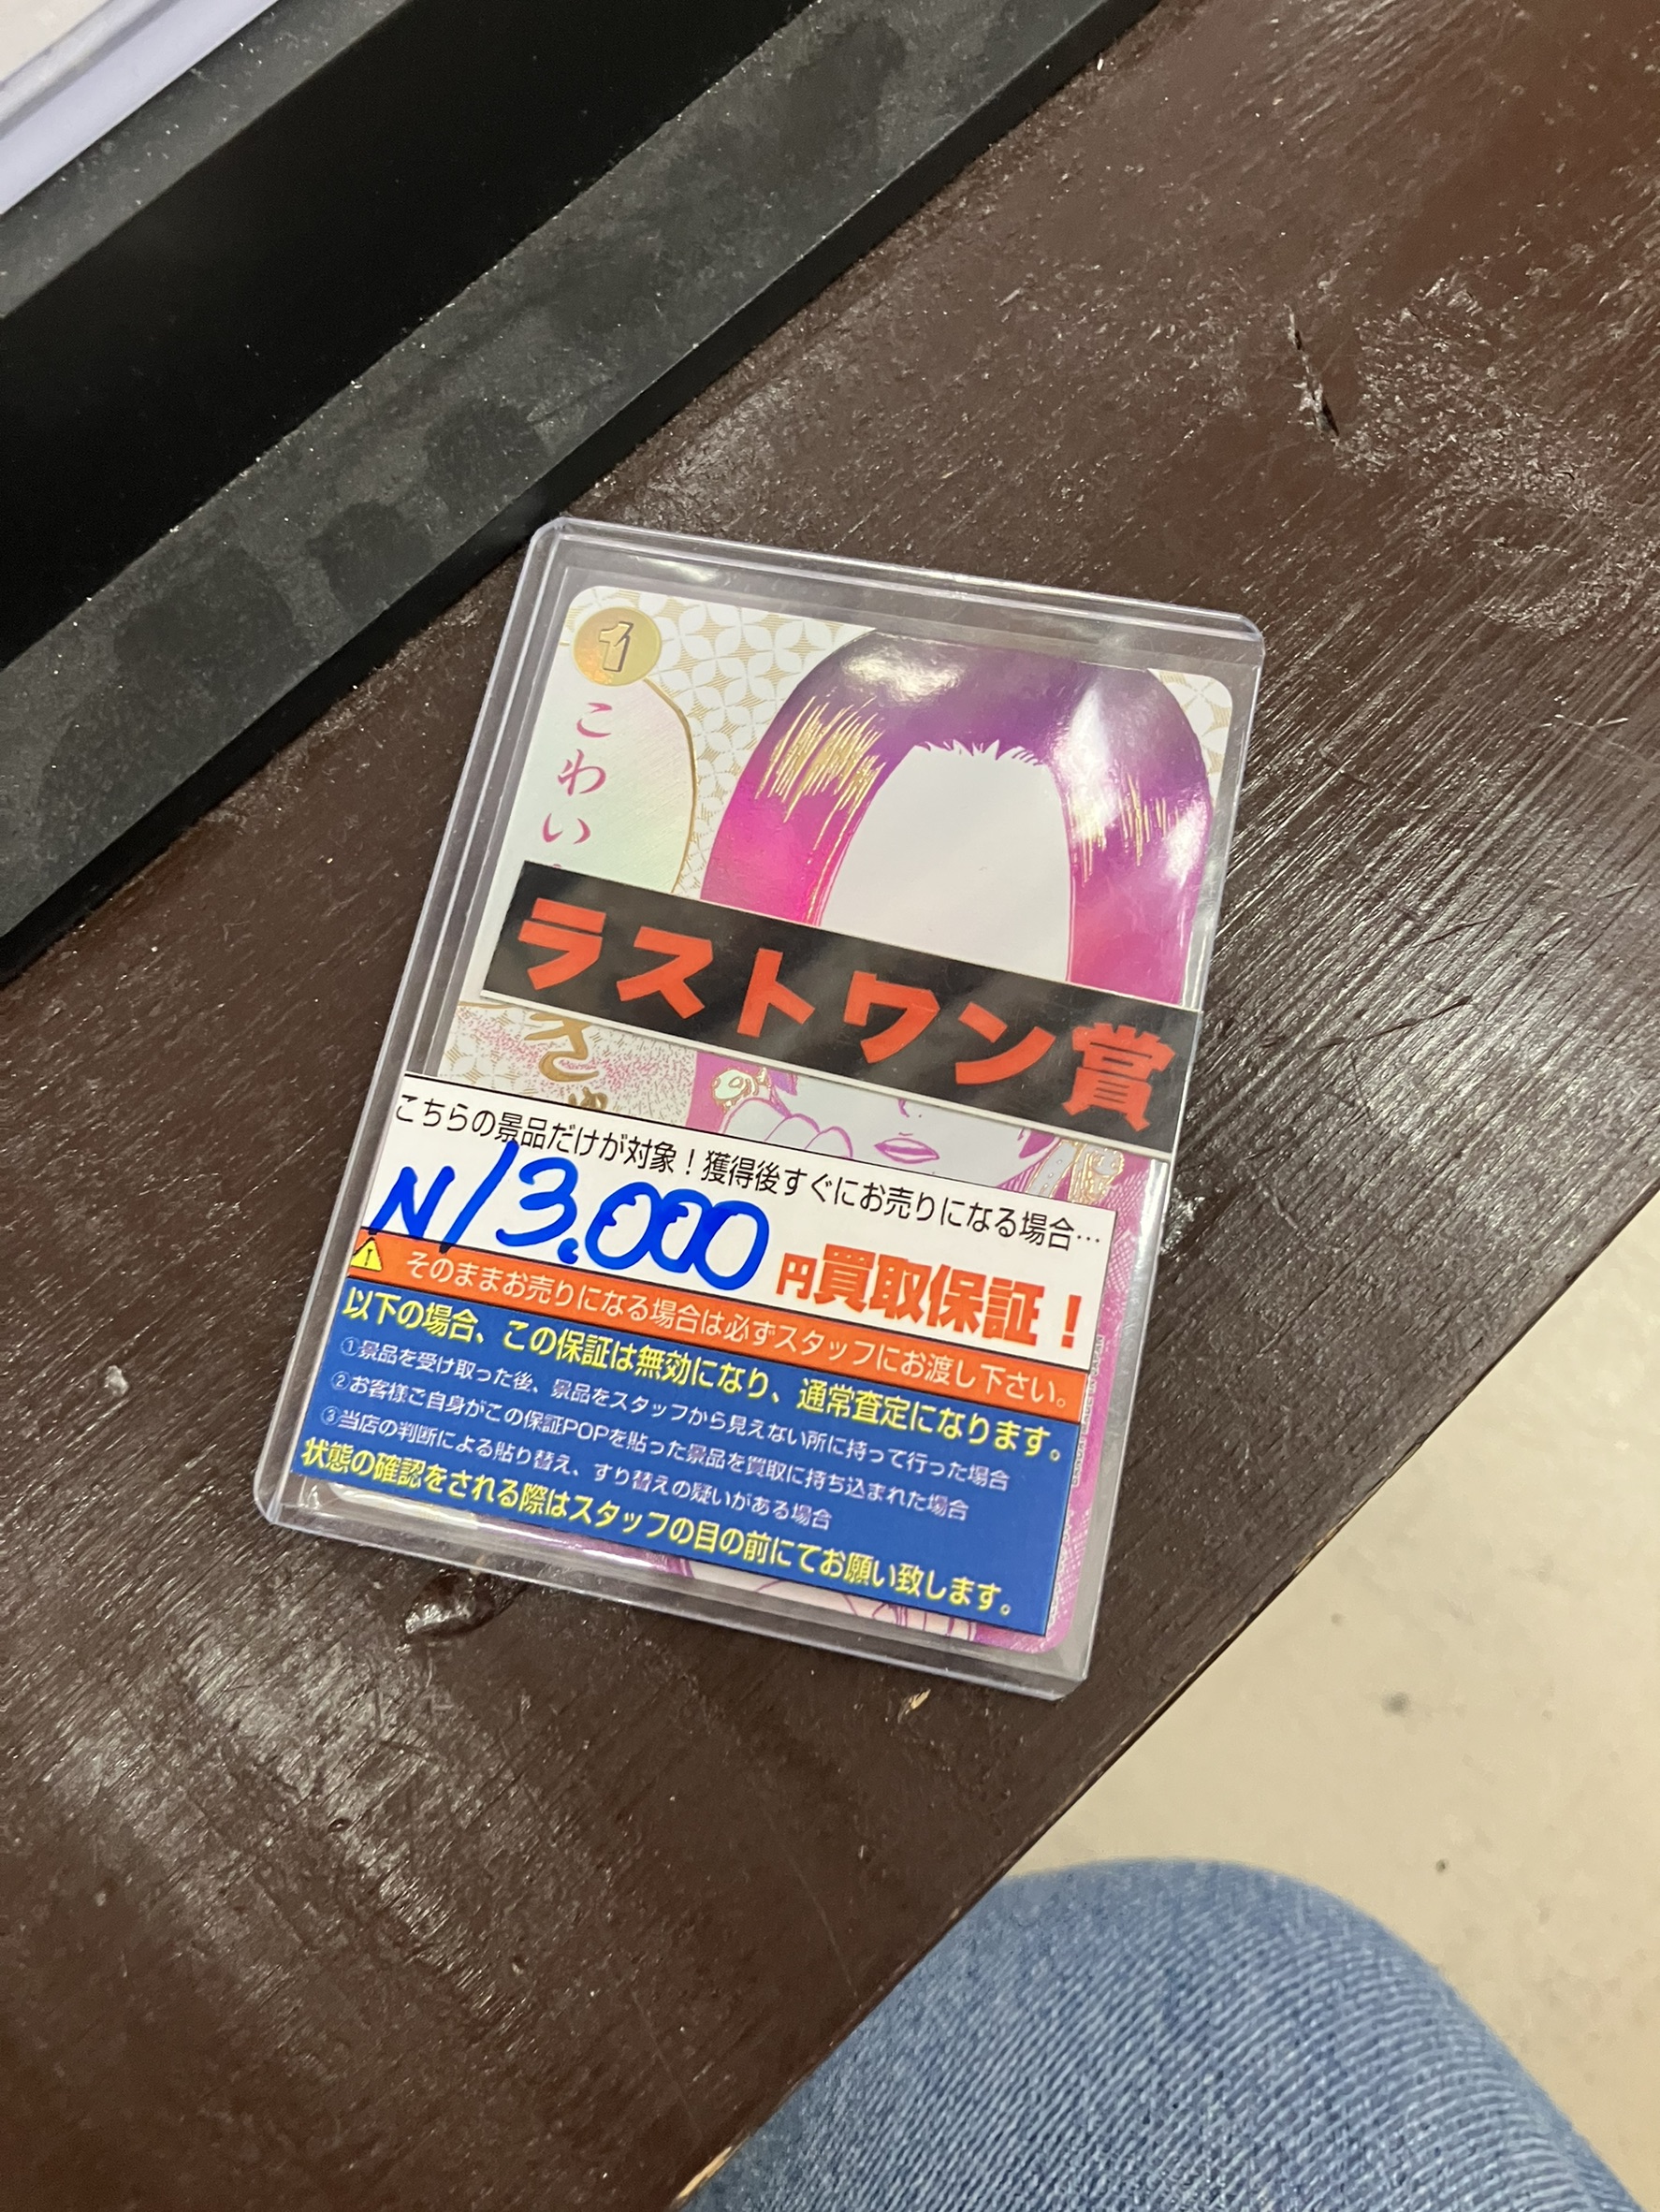 1
こわい
ラストワン賞
こちらの景品だけが対象！獲得後すぐにお売りになる場合…
N/3.000円買取保証！
そのままお売りになる場合は必ずスタッフにお渡し下さい。
以下の場合、この保証は無効になり、通常査定になります。
①景品を受け取った後、景品をスタッフから見えない所に持って行った場合
②お客様ご自身がこの保証POPを貼った景品を買取に持ち込まれた場合
③当店の判断による貼り替え、すり替えの疑いがある場合
状態の確認をされる際はスタッフの目の前にてお願い致します。